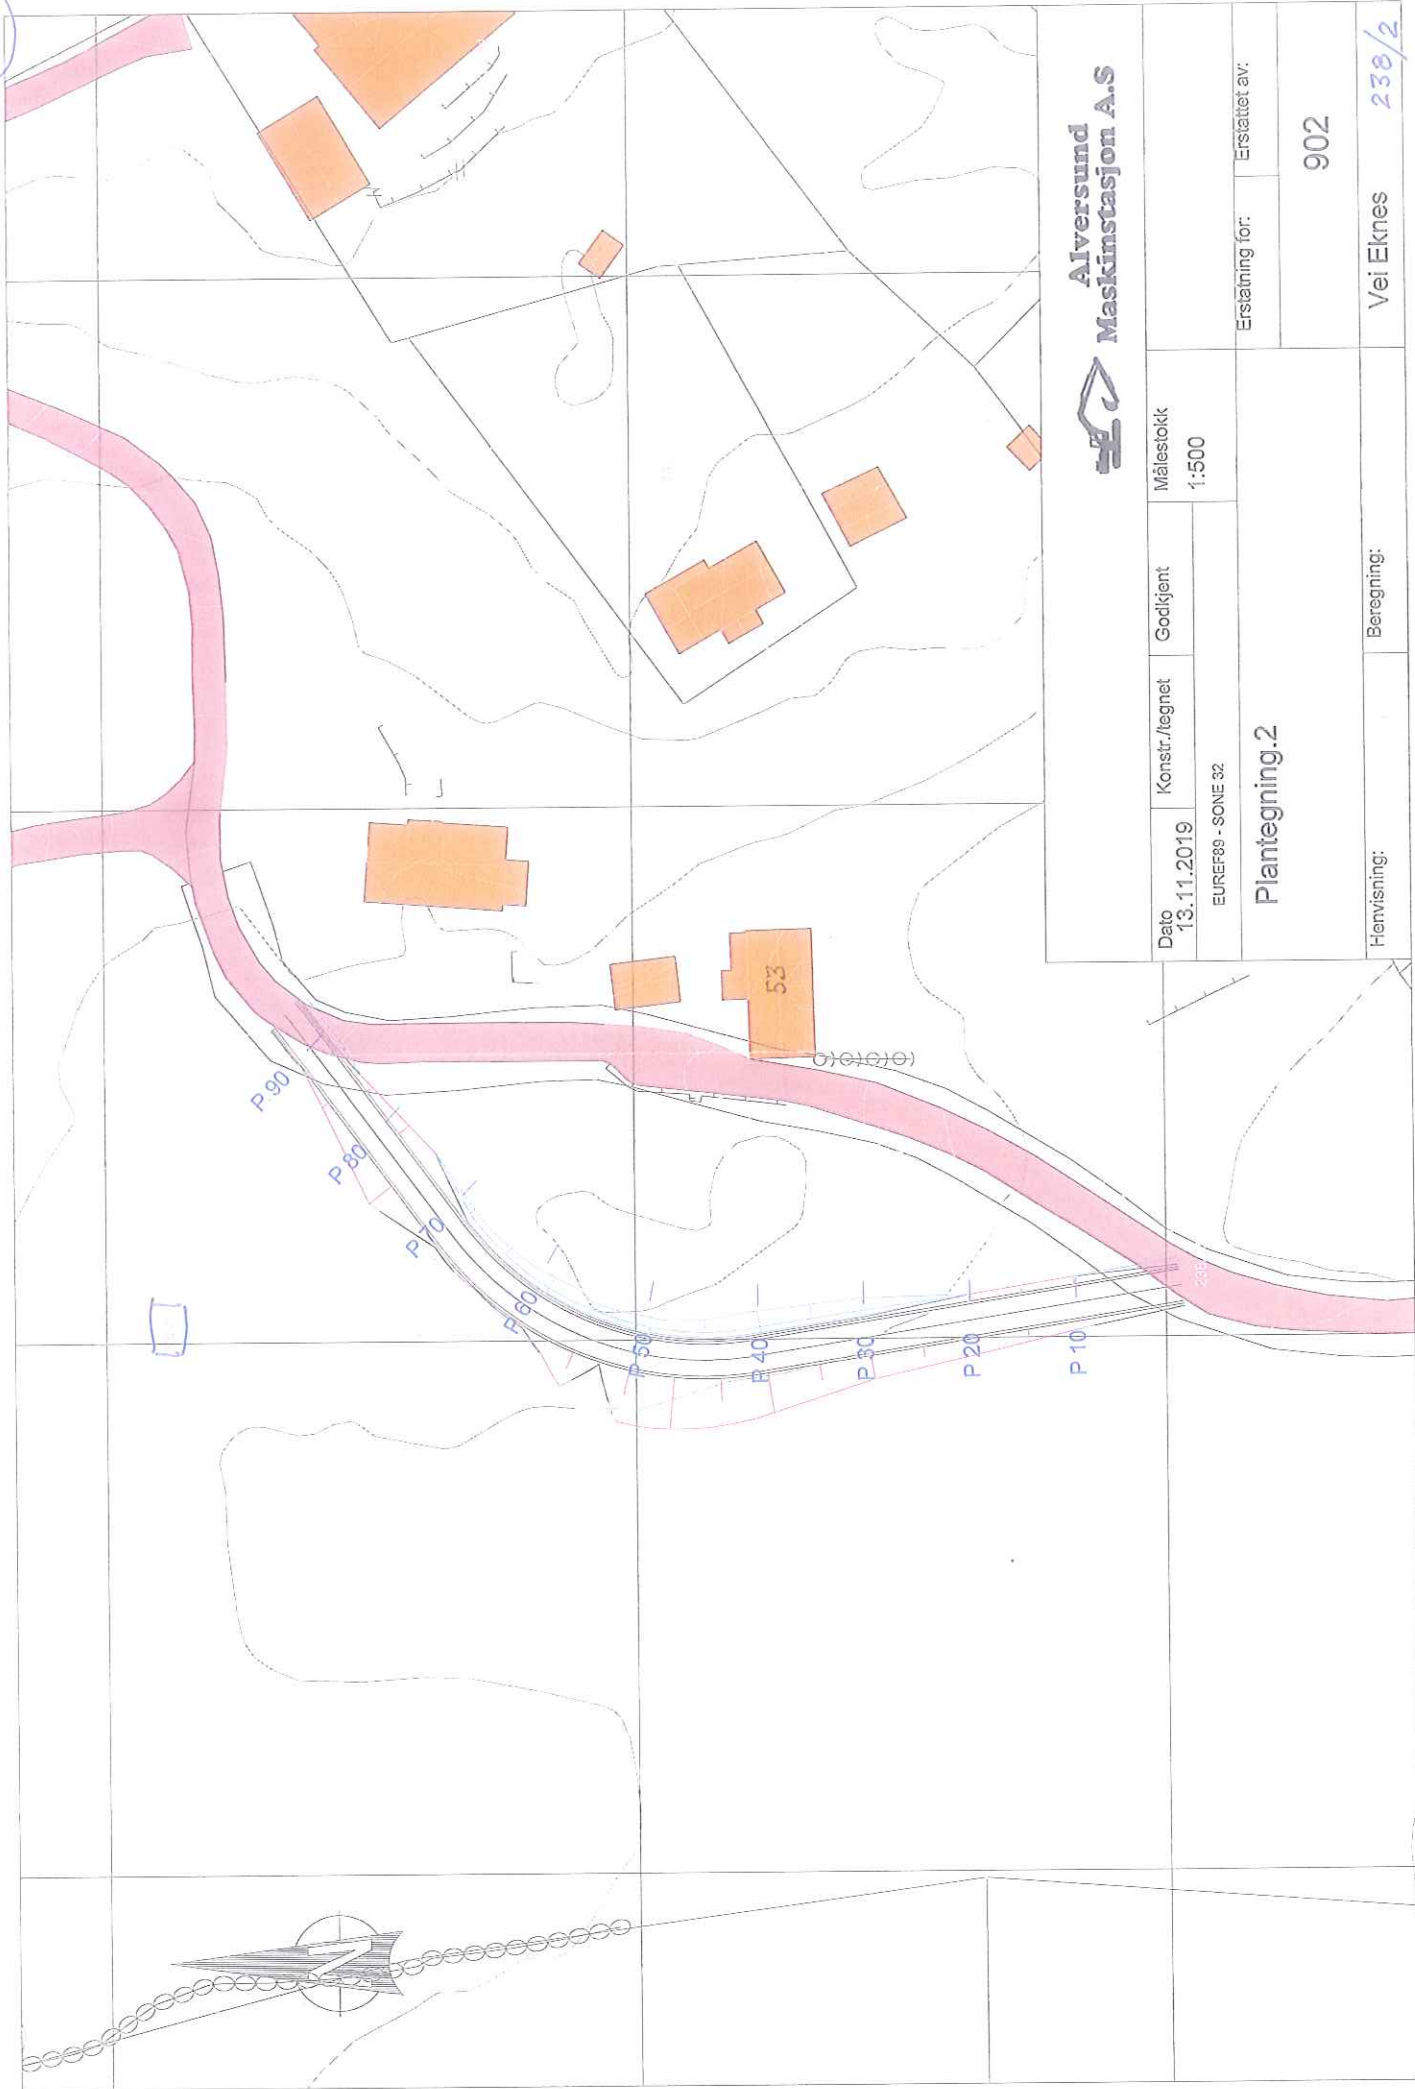 Alversund
Maskinstasjon A.S
Dato
13.11.2019
Konstr./tegnet
Godkjent
Målestokk
1:500
EUREF89 - SONE 32
Erstatning for:
Erstattet av:
Plantegning.2
902
Henvisning:
Beregning:
Vei Eknes
238/2
P 90
P 80
P 70
P 60
P 50
P 40
P 30
P 20
P 10
53
238
N